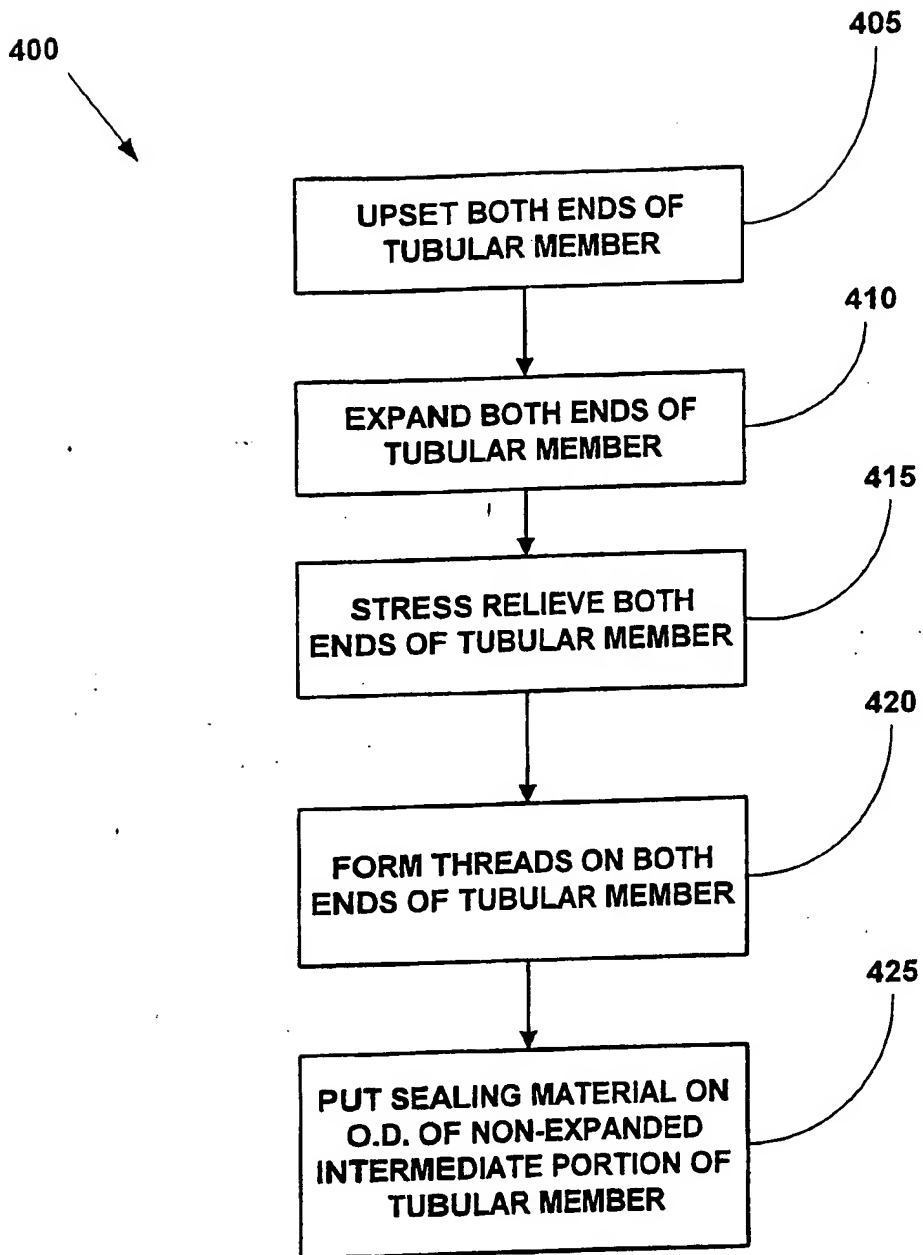 400
405
UPSET BOTH ENDS OF
TUBULAR MEMBER
410
EXPAND BOTH ENDS OF
TUBULAR MEMBER
415
STRESS RELIEVE BOTH
ENDS OF TUBULAR MEMBER
420
FORM THREADS ON BOTH
ENDS OF TUBULAR MEMBER
425
PUT SEALING MATERIAL ON
O.D. OF NON-EXPANDED
INTERMEDIATE PORTION OF
TUBULAR MEMBER